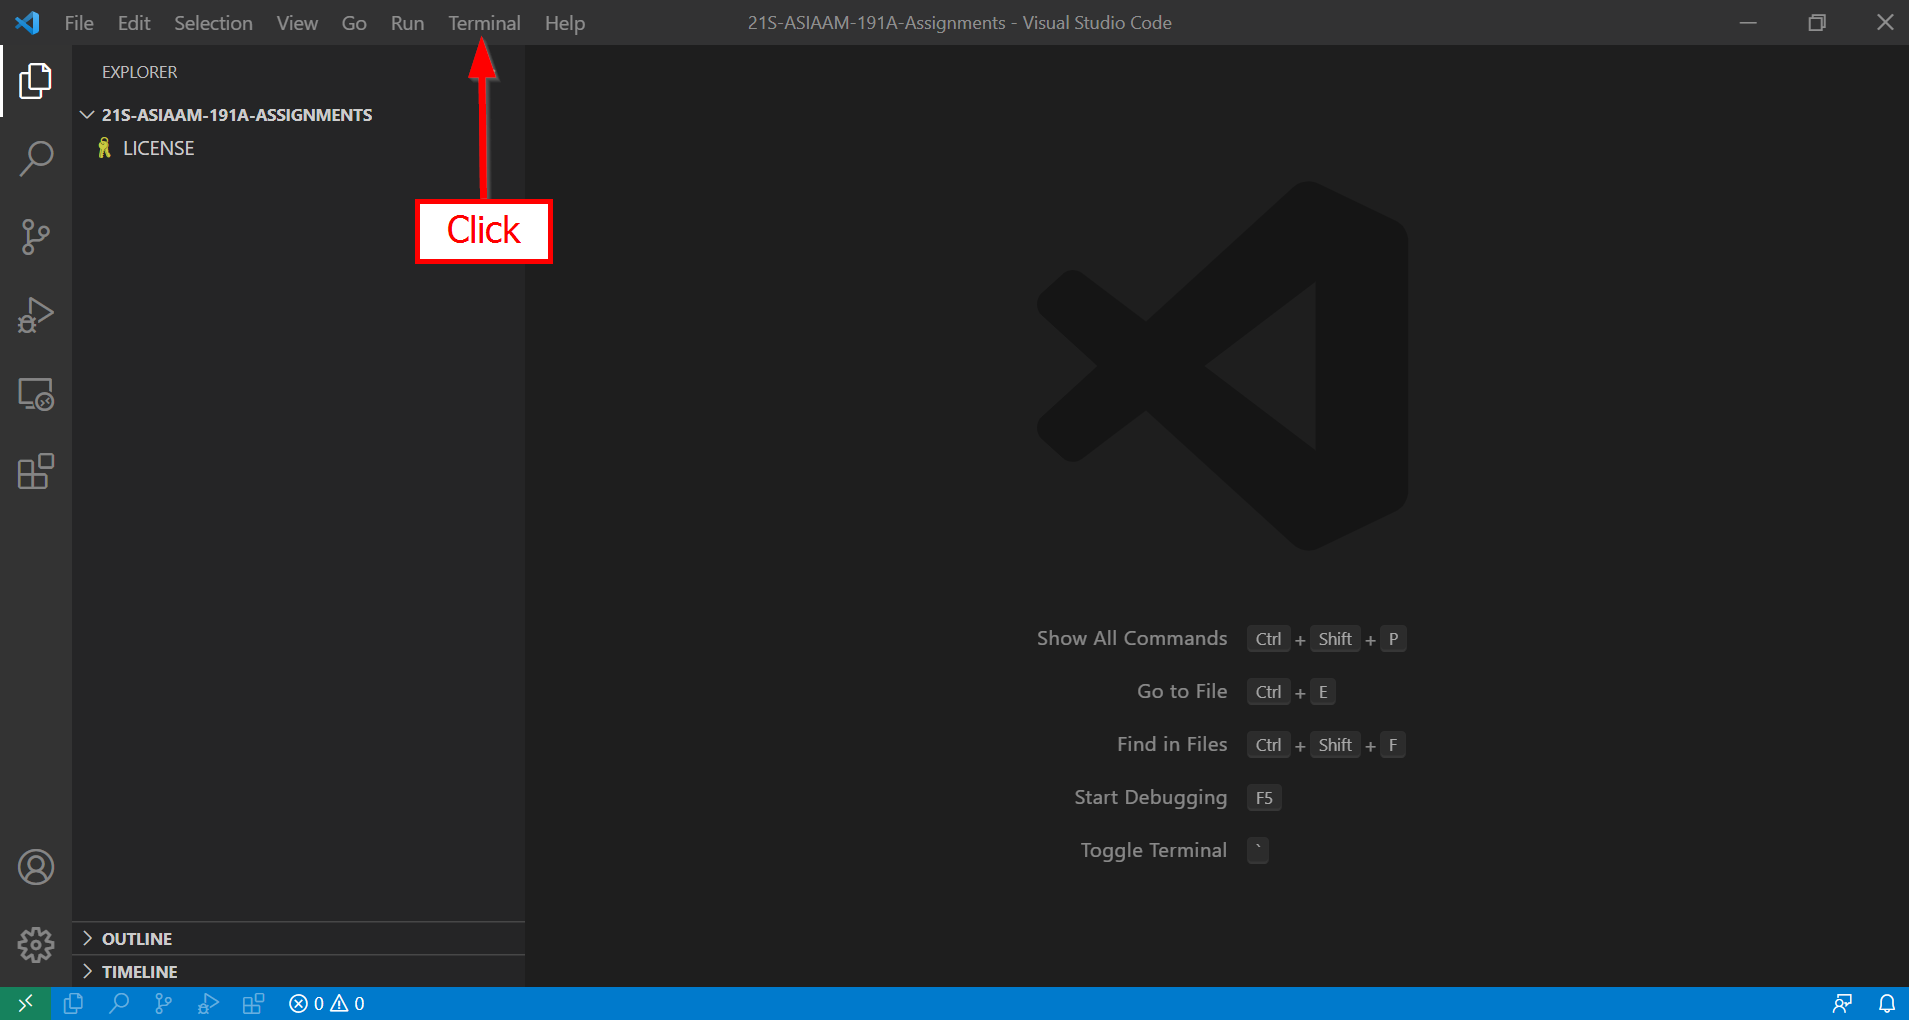 File Edit Selection View Go Run Terminal Help 21S-ASIAAM-191A-Assignments - Visual Studio Code
EXPLORER
21S-ASIAAM-191A-ASSIGNMENTS
LICENSE
Click
Show All Commands Ctrl + Shift + P
Go to File Ctrl + E
Find in Files Ctrl + Shift + F
Start Debugging F5
Toggle Terminal `
OUTLINE
TIMELINE
0 0